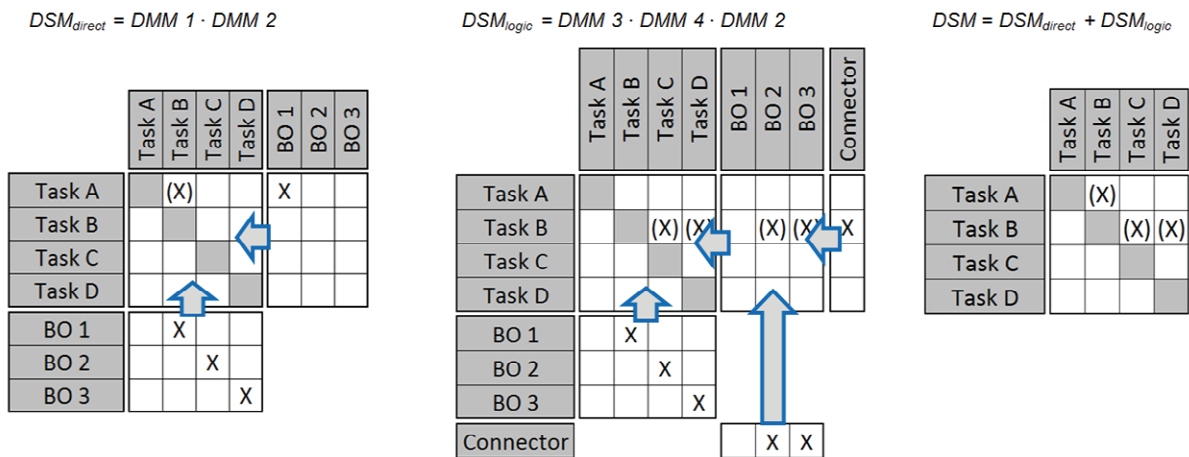 DSMdirect = DMM 1 · DMM 2
Task A Task B Task C Task D BO 1 BO 2 BO 3
Task A (X) X
Task B
Task C
Task D
BO 1 X
BO 2 X
BO 3 X
DSMlogic = DMM 3 · DMM 4 · DMM 2
Task A Task B Task C Task D BO 1 BO 2 BO 3 Connector
Task A
Task B (X) (X) (X) (X) X
Task C
Task D
BO 1 X
BO 2 X
BO 3 X
Connector X X
DSM = DSMdirect + DSMlogic
Task A Task B Task C Task D
Task A (X)
Task B (X) (X)
Task C
Task D